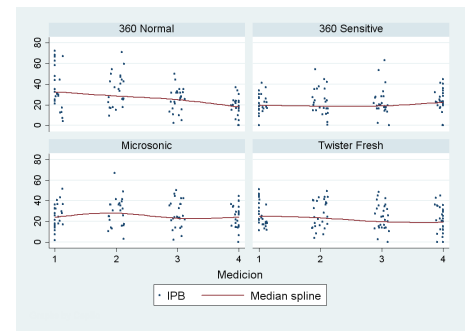 360 Normal 360 Sensitive
0 20 40 60 80
Microsonic Twister Fresh
0 20 40 60 80
1 2 3 4 1 2 3 4
Medicion
IPB Median spline